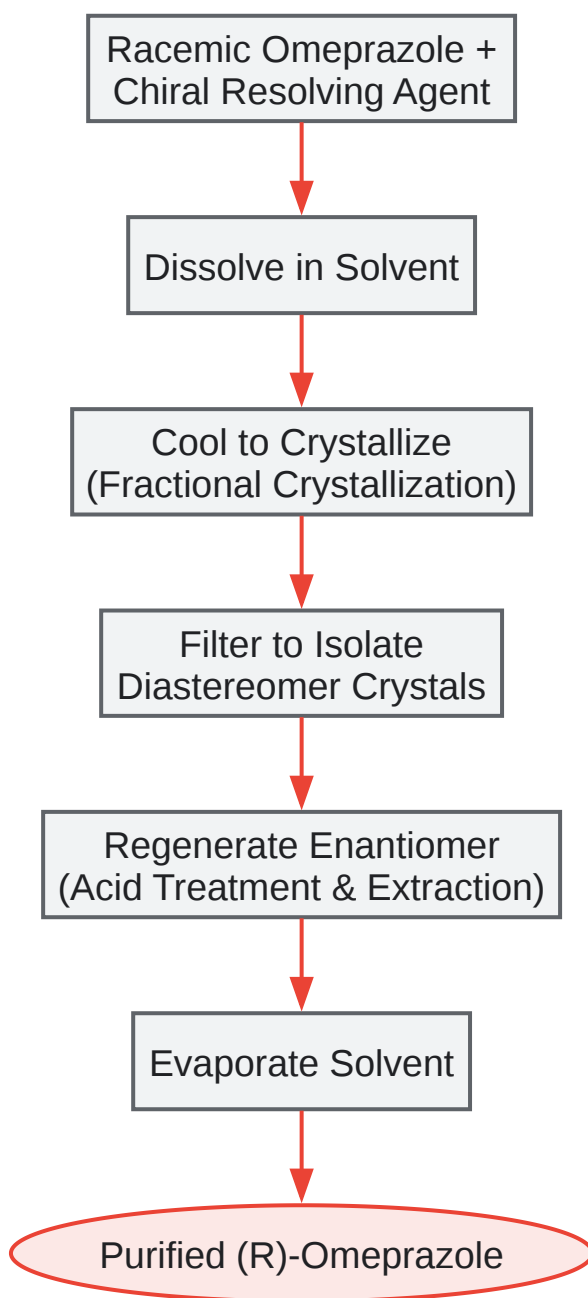 Racemic Omeprazole +
Chiral Resolving Agent
Dissolve in Solvent
Cool to Crystallize
(Fractional Crystallization)
Filter to Isolate
Diastereomer Crystals
Regenerate Enantiomer
(Acid Treatment & Extraction)
Evaporate Solvent
Purified (R)-Omeprazole